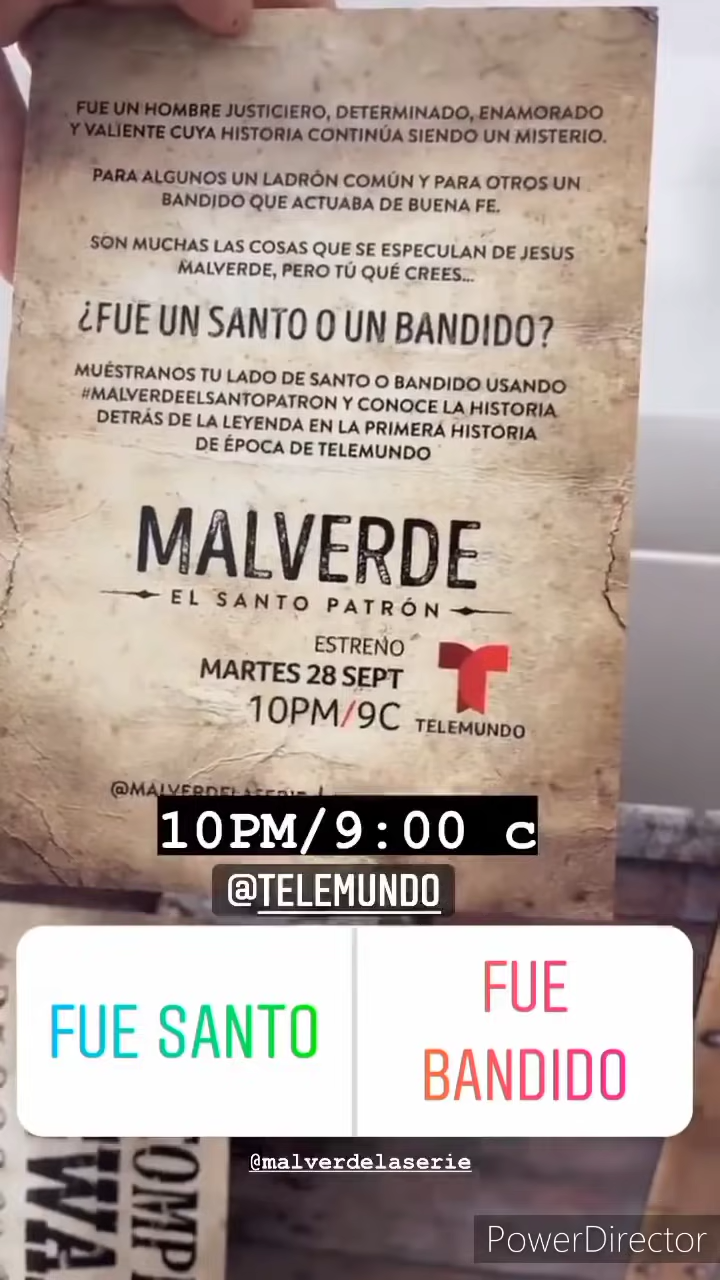 FUE UN HOMBRE JUSTICIERO, DETERMINADO, ENAMORADO
Y VALIENTE CUYA HISTORIA CONTINÚA SIENDO UN MISTERIO.
PARA ALGUNOS UN LADRÓN COMÚN Y PARA OTROS UN
BANDIDO QUE ACTUABA DE BUENA FE.
SON MUCHAS LAS COSAS QUE SE ESPECULAN DE JESUS
MALVERDE, PERO TÚ QUÉ CREES...
¿FUE UN SANTO O UN BANDIDO?
MUÉSTRANOS TU LADO DE SANTO O BANDIDO USANDO
#MALVERDEELSANTOPATRON Y CONOCE LA HISTORIA
DETRÁS DE LA LEYENDA EN LA PRIMERA HISTORIA
DE ÉPOCA DE TELEMUNDO
MALVERDE
EL SANTO PATRÓN
ESTRENO
MARTES 28 SEPT
10PM/9C
TELEMUNDO
@MALVERDELASERIE
10PM/9:00 c
@TELEMUNDO
FUE SANTO
FUE
BANDIDO
@malverdelaserie
PowerDirector